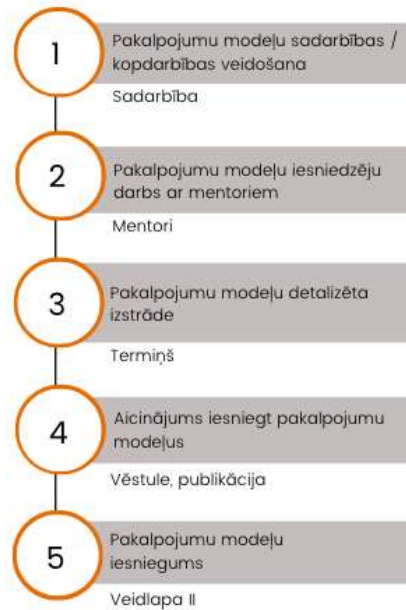 1
Pakalpojumu modeļu sadarbības /
kopdarbības veidošana
Sadarbība
2
Pakalpojumu modeļu iesniedzēju
darbs ar mentoriem
Mentori
3
Pakalpojumu modeļu detalizēta
izstrāde
Termiņš
4
Aicinājums iesniegt pakalpojumu
modeļus
Vēstule, publikācija
5
Pakalpojumu modeļu
iesniegums
Veidlapa II